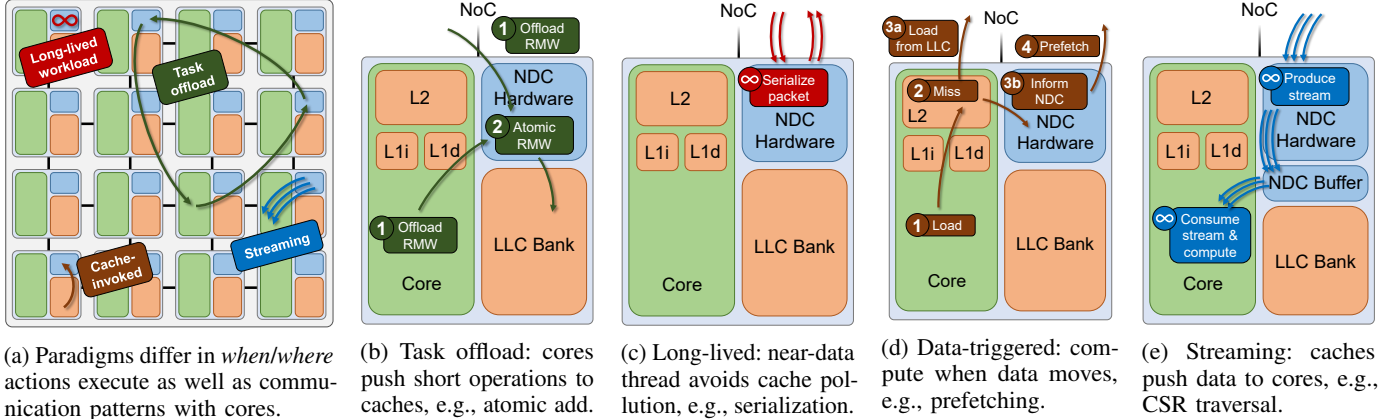 ∞
Long-lived
workload
Task
offload
Streaming
Cache-
invoked
(a) Paradigms differ in when/where
actions execute as well as commu-
nication patterns with cores.
NoC
1 Offload
RMW
NDC
Hardware
L2
2 Atomic
RMW
L1i
L1d
1 Offload
RMW
LLC Bank
Core
(b) Task offload: cores
push short operations to
caches, e.g., atomic add.
NoC
∞ Serialize
packet
L2
NDC
Hardware
L1i
L1d
LLC Bank
Core
(c) Long-lived: near-data
thread avoids cache pol-
lution, e.g., serialization.
3a Load
from LLC
NoC
4 Prefetch
2 Miss
L2
3b Inform
NDC
NDC
Hardware
L1i
L1d
1 Load
LLC Bank
Core
(d) Data-triggered: com-
pute when data moves,
e.g., prefetching.
NoC
∞ Produce
stream
L2
NDC
Hardware
L1i
L1d
NDC Buffer
∞ Consume
stream &
compute
LLC Bank
Core
(e) Streaming: caches
push data to cores, e.g.,
CSR traversal.